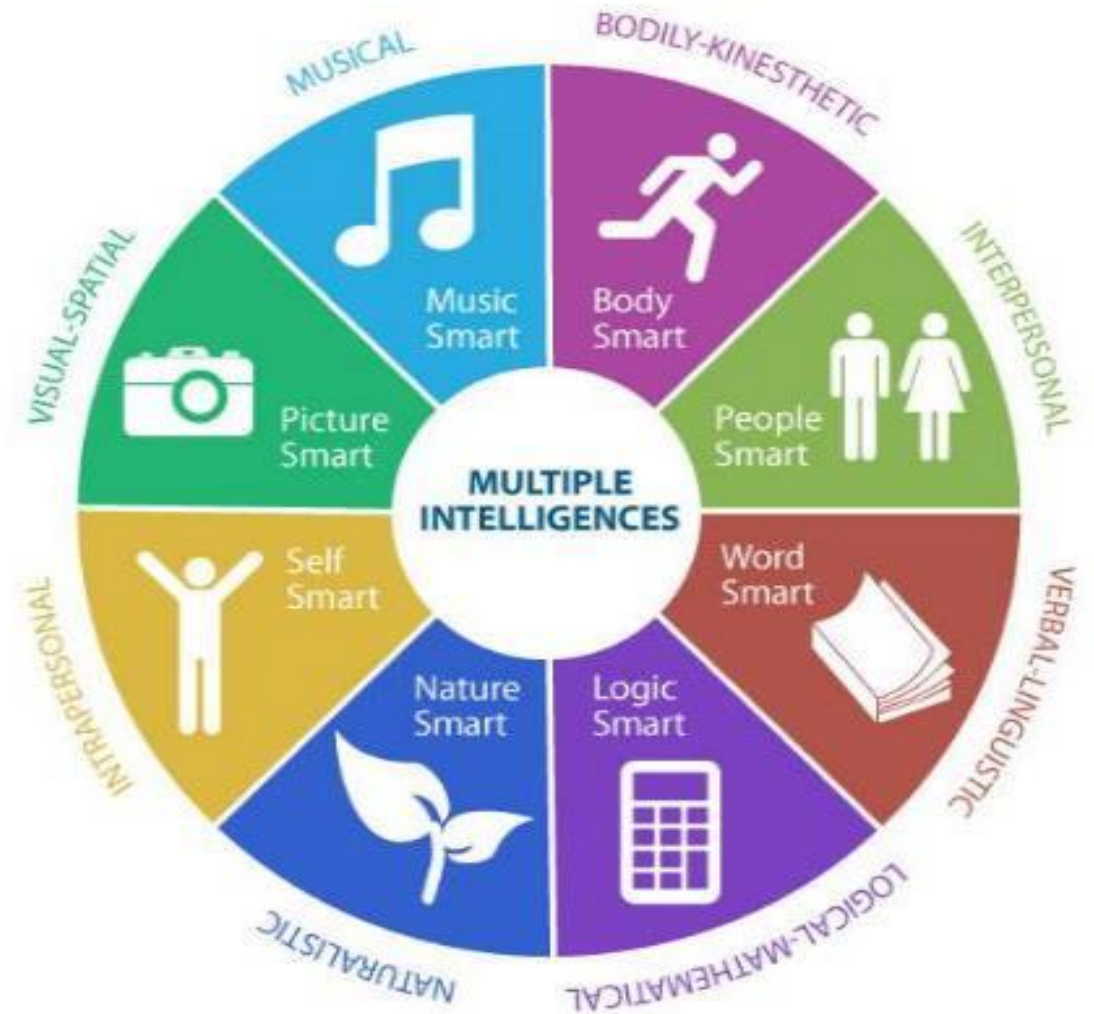 MUSICAL
BODILY-KINESTHETIC
INTERPERSONAL
VERBAL-LINGUISTIC
LOGICAL-MATHEMATICAL
NATURALISTIC
INTRAPERSONAL
VISUAL-SPATIAL
Music
Smart
Body
Smart
People
Smart
Word
Smart
Logic
Smart
Nature
Smart
Self
Smart
Picture
Smart
MULTIPLE
INTELLIGENCES